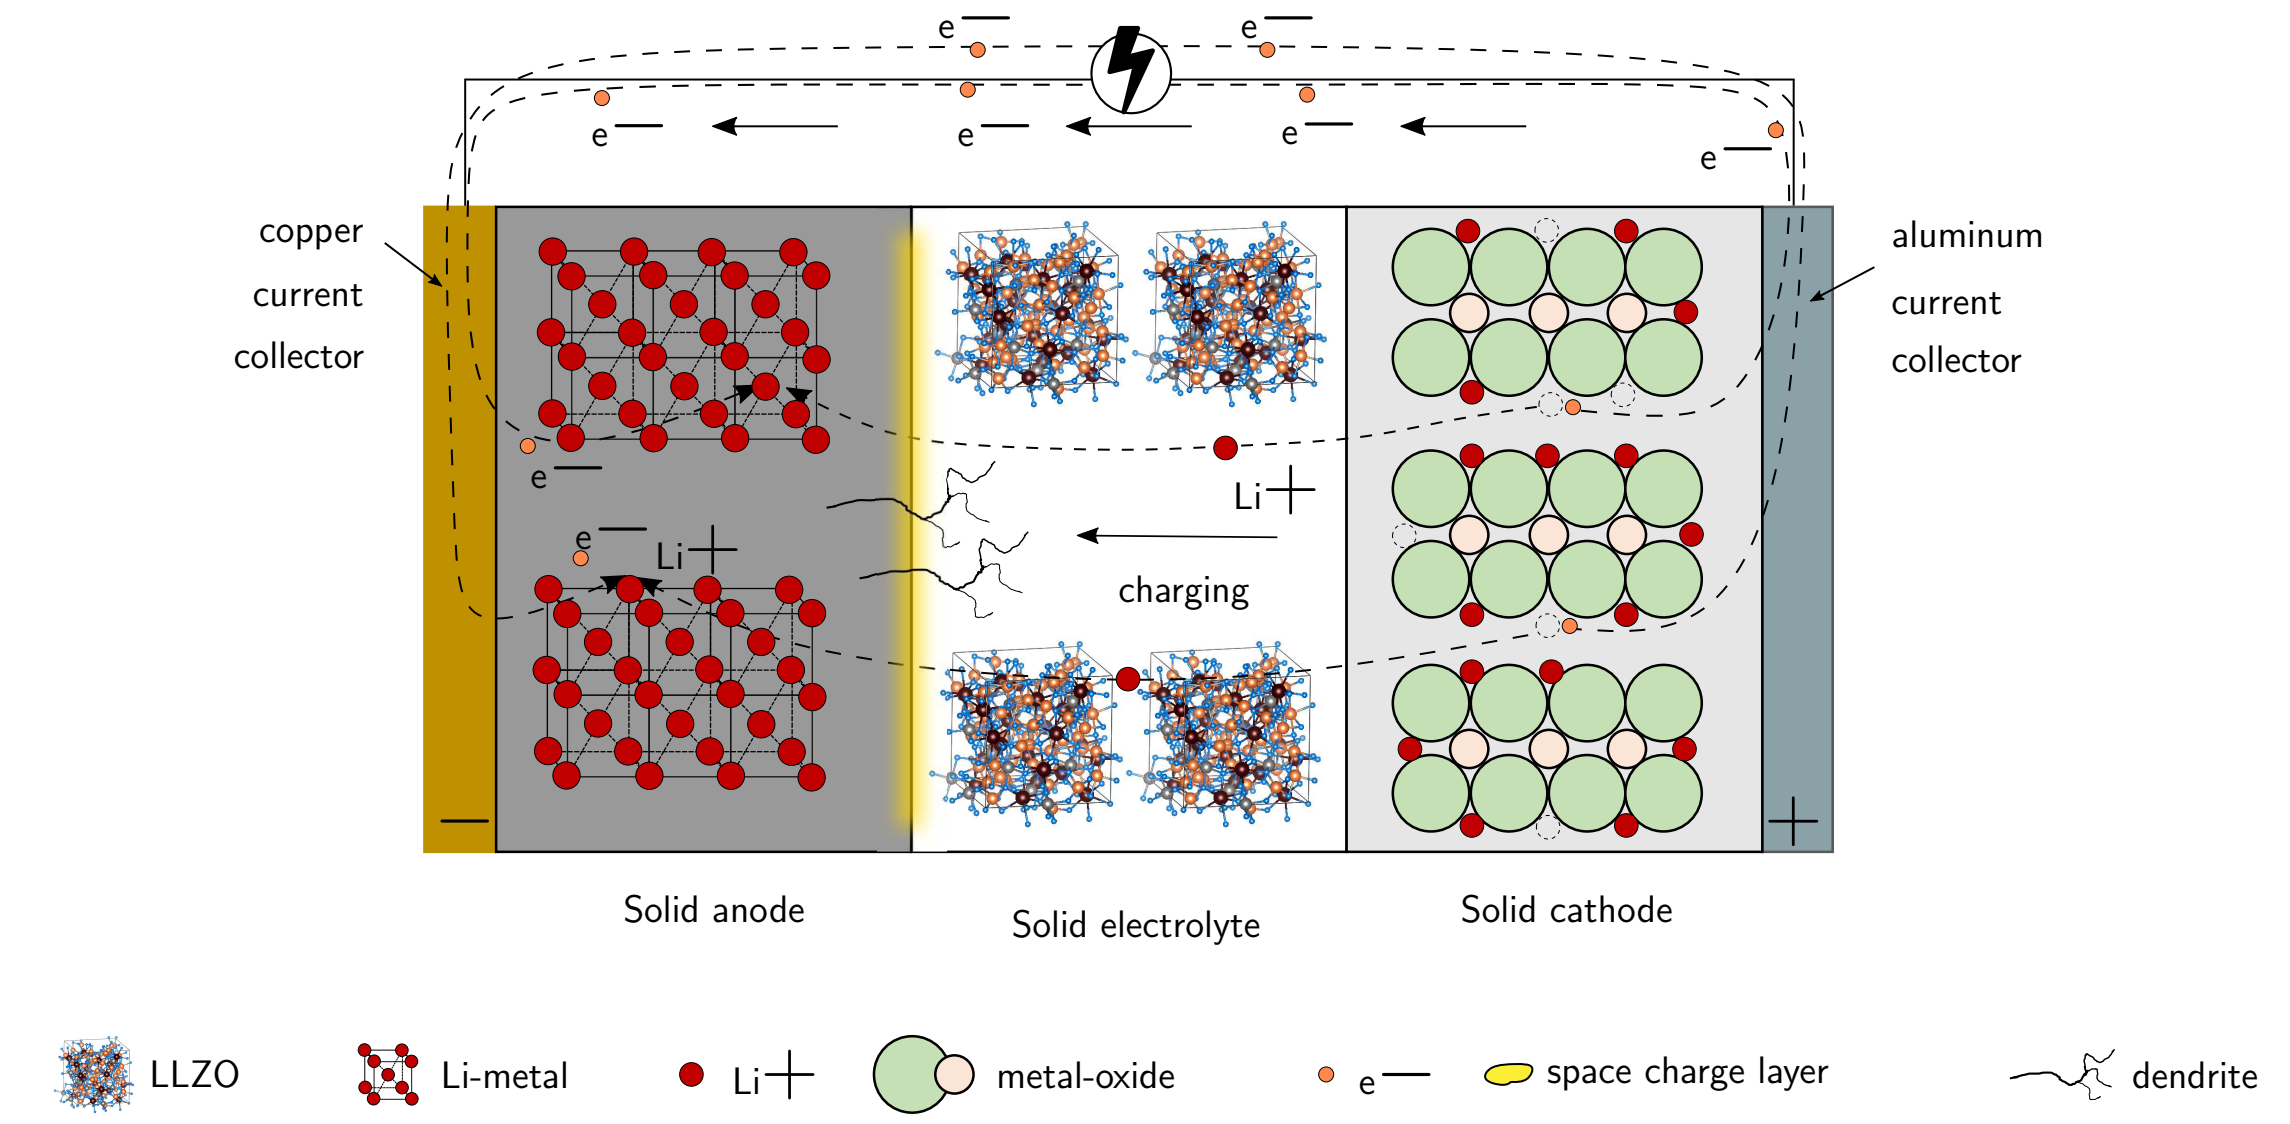 e —
e —
e —
e —
e —
e —
copper
current
collector
aluminum
current
collector
e —
Li +
e —
Li +
charging
—
+
Solid anode
Solid electrolyte
Solid cathode
LLZO
Li-metal
Li +
metal-oxide
e —
space charge layer
dendrite